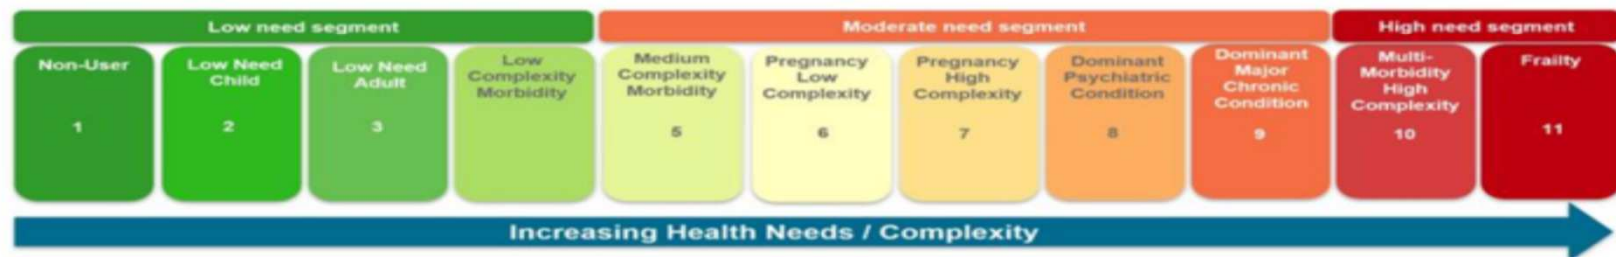 Low need segment
Moderate need segment
High need segment
Non-User
1
Low Need
Child
2
Low Need
Adult
3
Low
Complexity
Morbidity
Medium
Complexity
Morbidity
5
Pregnancy
Low
Complexity
6
Pregnancy
High
Complexity
7
Dominant
Psychiatric
Condition
8
Dominant
Major
Chronic
Condition
9
Multi-
Morbidity
High
Complexity
10
Frailty
11
Increasing Health Needs / Complexity